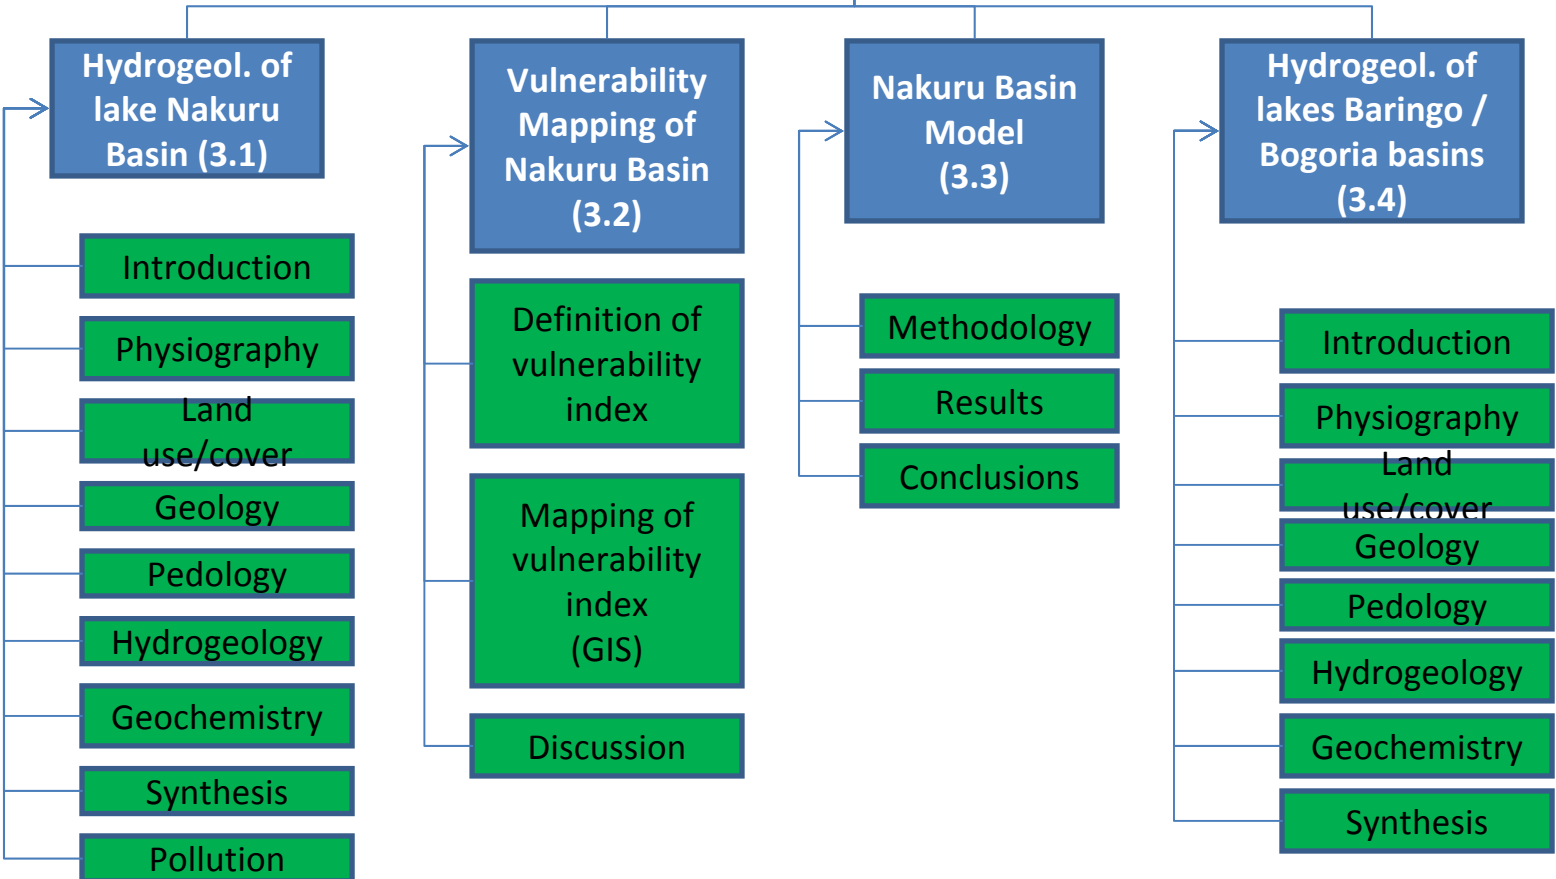 Hydrogeol. of
lake Nakuru
Basin (3.1)
Introduction
Physiography
Land
use/cover
Geology
Pedology
Hydrogeology
Geochemistry
Synthesis
Pollution
Vulnerability
Mapping of
Nakuru Basin
(3.2)
Definition of
vulnerability
index
Mapping of
vulnerability
index
(GIS)
Discussion
Nakuru Basin
Model
(3.3)
Methodology
Results
Conclusions
Hydrogeol. of
lakes Baringo /
Bogoria basins
(3.4)
Introduction
Physiography
Land
use/cover
Geology
Pedology
Hydrogeology
Geochemistry
Synthesis